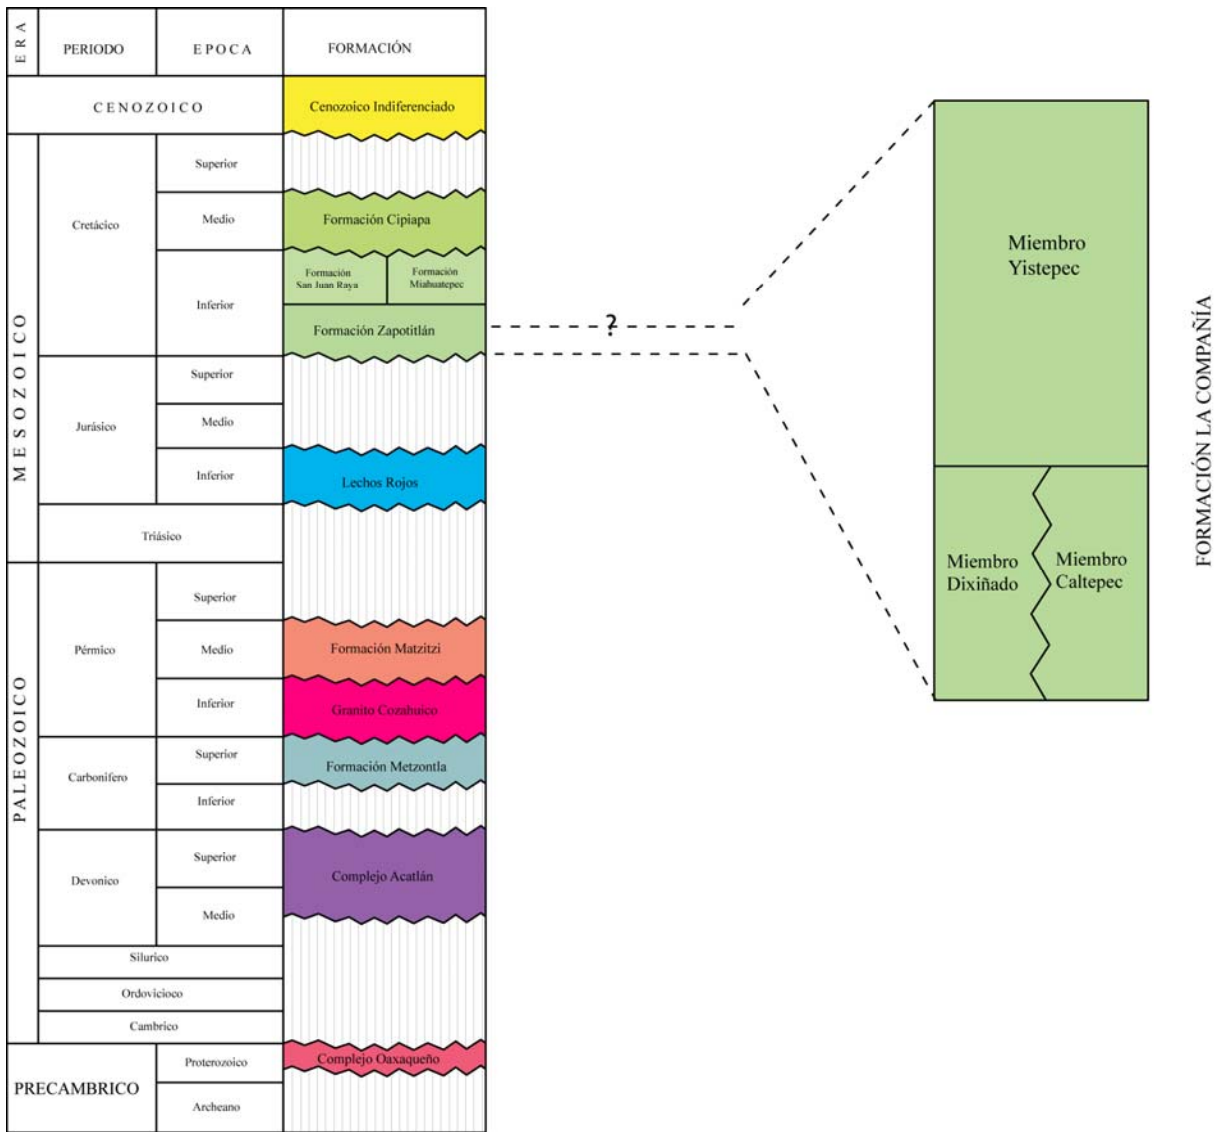 ERA
PERIODO
EPOCA
FORMACIÓN
CENOZOICO
Cenozoico Indiferenciado
MESOZOICO
Cretácico
Superior
Medio
Formación Cipiapa
Inferior
Formación
San Juan Raya
Formación
Miahuatepec
Formación Zapotitlán
?
Jurásico
Superior
Medio
Inferior
Lechos Rojos
Triásico
PALEOZOICO
Pérmico
Superior
Medio
Formación Matzitzi
Inferior
Granito Cozahuico
Carbonifero
Superior
Formación Metzontla
Inferior
Devonico
Superior
Complejo Acatlán
Medio
Silurico
Ordovicioco
Cambrico
PRECAMBRICO
Proterozoico
Complejo Oaxaqueño
Archeano
Miembro
Yistepec
Miembro
Dixiñado
Miembro
Caltepec
FORMACIÓN LA COMPAÑÍA